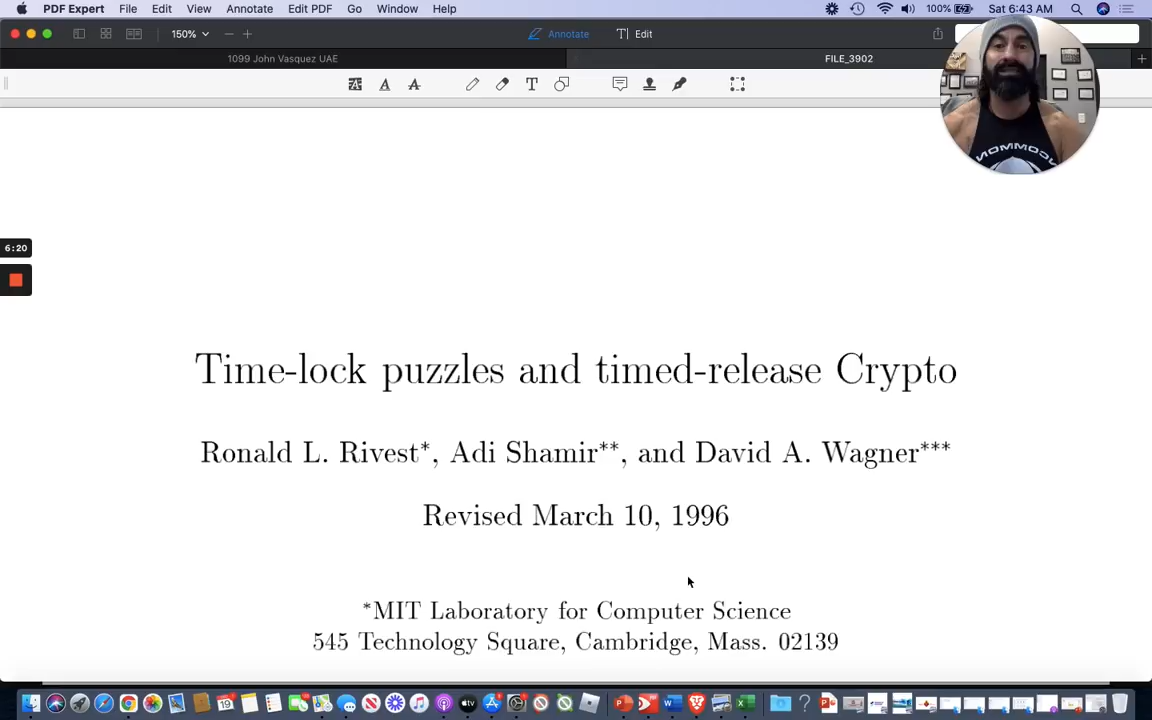 PDF Expert File Edit View Annotate Edit PDF Go Window Help 100% Sat 6:43 AM
150% Annotate Edit
1099 John Vasquez UAE FILE_3902
6:20
Time-lock puzzles and timed-release Crypto
Ronald L. Rivest*, Adi Shamir**, and David A. Wagner***
Revised March 10, 1996
*MIT Laboratory for Computer Science
545 Technology Square, Cambridge, Mass. 02139